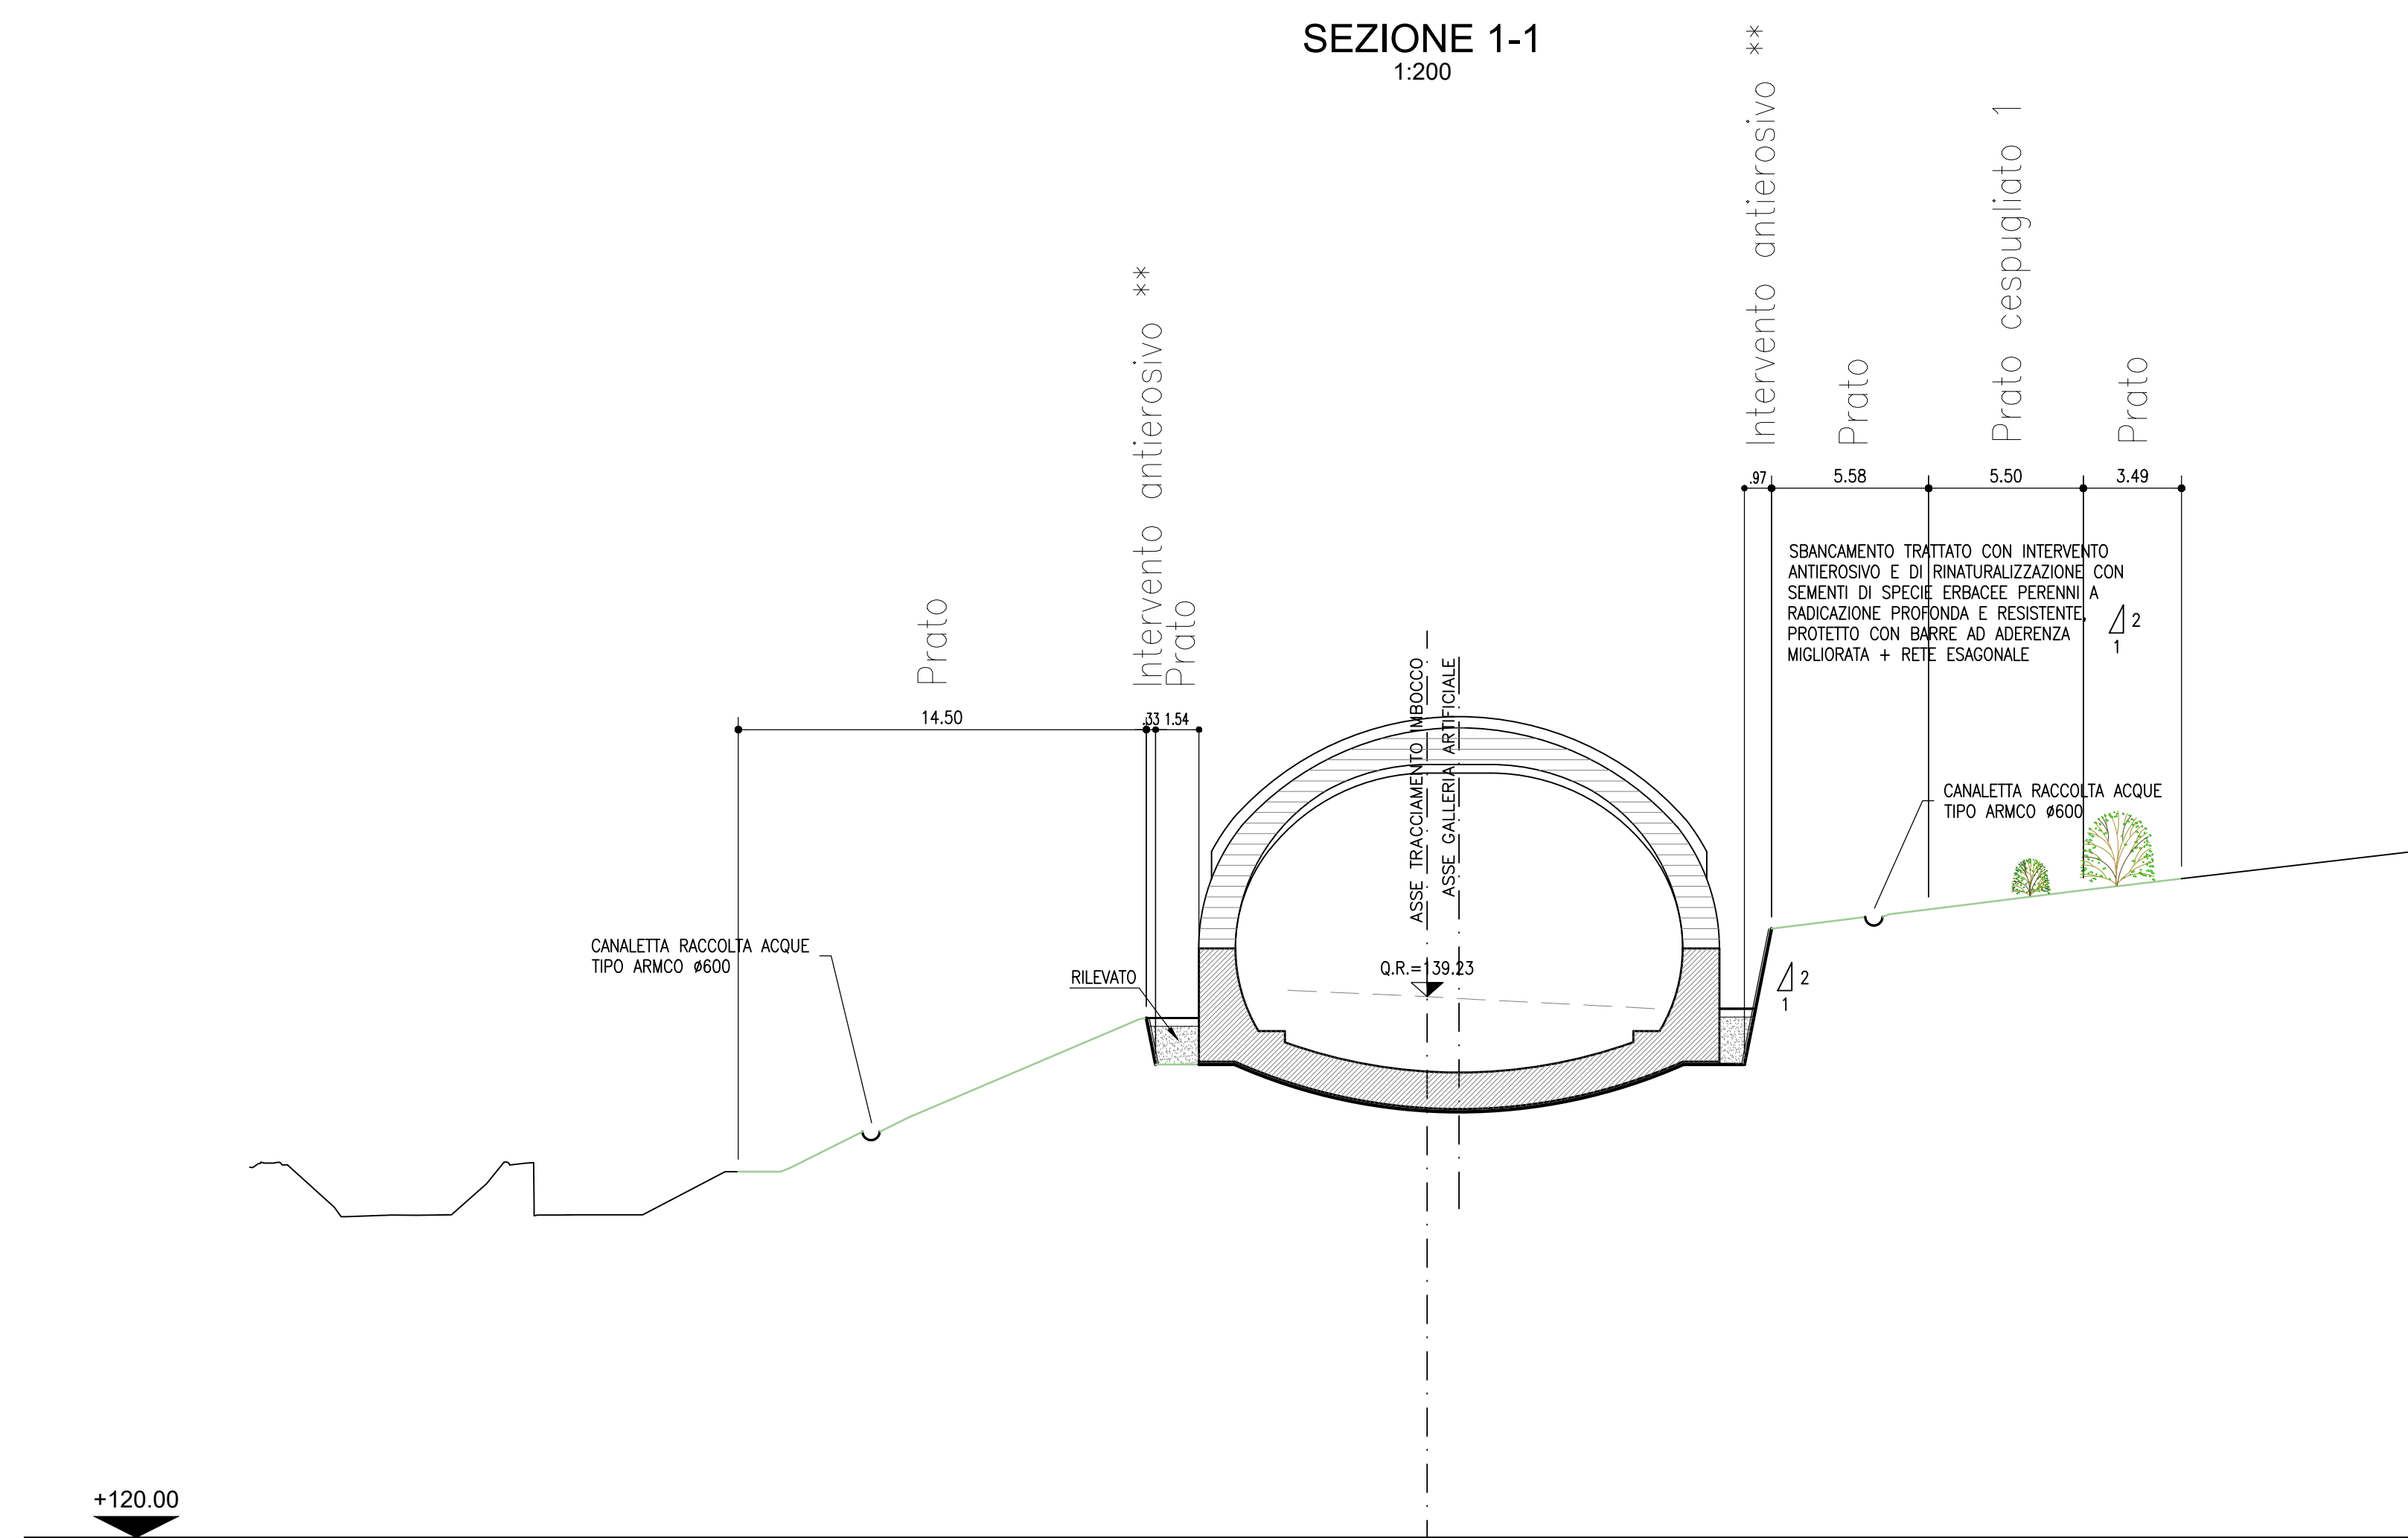 SEZIONE 1-1
1:200
Intervento antierosivo **
Prato
Prato cespugliato 1
Prato
.97
5.58
5.50
3.49
SBANCAMENTO TRATTATO CON INTERVENTO
ANTIEROSIVO E DI RINATURALIZZAZIONE CON
SEMENTI DI SPECIE ERBACEE PERENNI A
RADICAZIONE PROFONDA E RESISTENTE,
PROTETTO CON BARRE AD ADERENZA
MIGLIORATA + RETE ESAGONALE
2
1
Prato
Intervento antierosivo **
Prato
14.50
.33
1.54
ASSE TRACCIAMENTO IMBOCCO
ASSE GALLERIA ARTIFICIALE
CANALETTA RACCOLTA ACQUE
TIPO ARMCO ø600
CANALETTA RACCOLTA ACQUE
TIPO ARMCO ø600
RILEVATO
Q.R.=139.23
2
1
+120.00